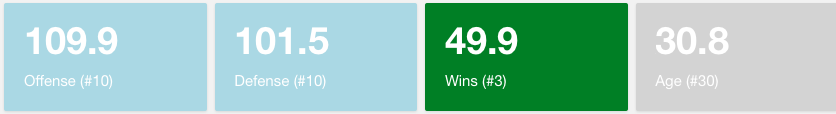 109.9
Offense (#10)
101.5
Defense (#10)
49.9
Wins (#3)
30.8
Age (#30)